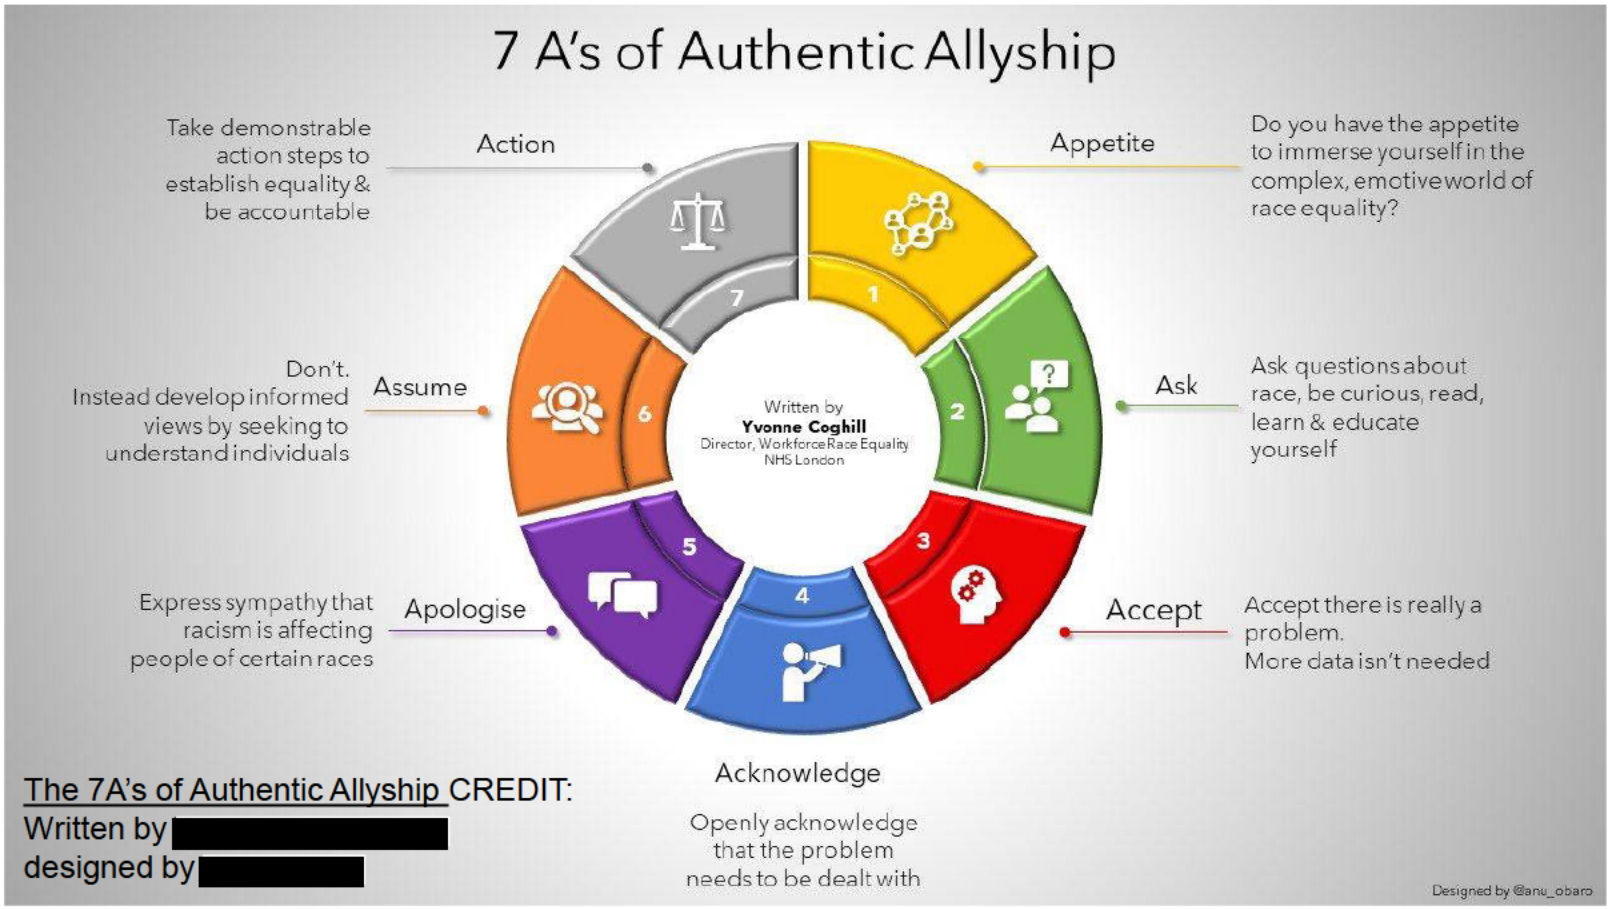 7 A's of Authentic Allyship
Appetite
Do you have the appetite
to immerse yourself in the
complex, emotive world of
race equality?
1
Ask
Ask questions about
race, be curious, read,
learn & educate
yourself
?
2
Accept
Accept there is really a
problem.
More data isn't needed
3
Acknowledge
Openly acknowledge
that the problem
needs to be dealt with
4
Apologise
Express sympathy that
racism is affecting
people of certain races
5
Assume
Don't.
Instead develop informed
views by seeking to
understand individuals
6
Action
Take demonstrable
action steps to
establish equality &
be accountable
7
Written by
Yvonne Coghill
Director, Workforce Race Equality
NHS London
The 7A's of Authentic Allyship CREDIT:
Written by
designed by
Designed by @anu_obaro